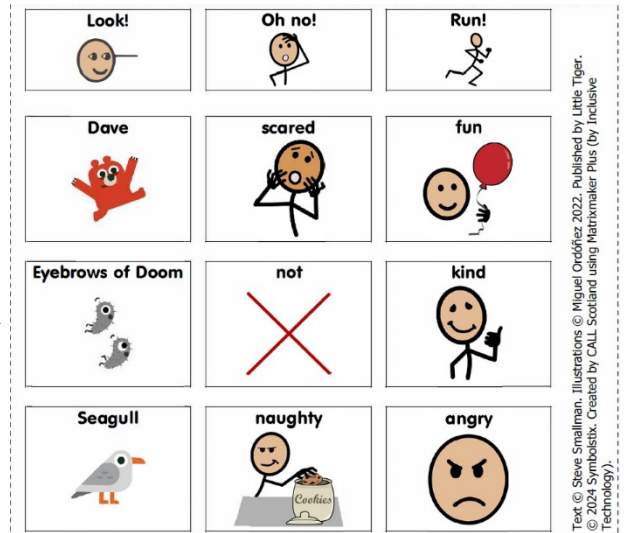 Look!
Oh no!
Run!
Dave
scared
fun
Eyebrows of Doom
not
kind
Seagull
naughty
angry
Cookies
Text © Steve Smallman. Illustrations © Miguel Ordóñez 2022. Published by Little Tiger.
© 2024 Symbolstix. Created by CALL Scotland using Matrixmaker Plus (by Inclusive
Technology).